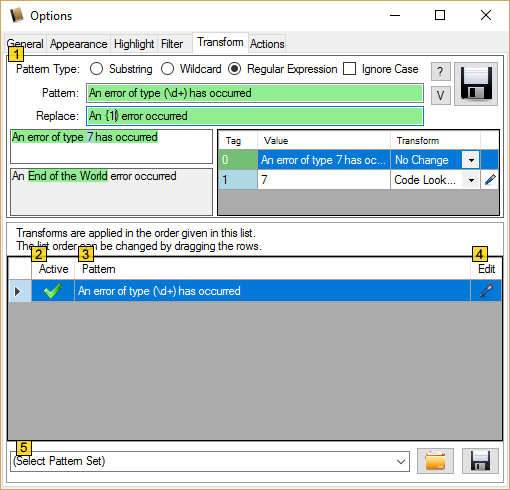 Options
General Appearance Highlight Filter Transform Actions
1
Pattern Type: Substring Wildcard Regular Expression Ignore Case ?
Pattern: An error of type (\d+) has occurred V
Replace: An {1} error occurred
An error of type 7 has occurred
An End of the World error occurred
Tag Value Transform
0 An error of type 7 has oc... No Change
1 7 Code Look...
Transforms are applied in the order given in this list.
The list order can be changed by dragging the rows.
2 3 4
Active Pattern Edit
An error of type (\d+) has occurred
5
(Select Pattern Set)